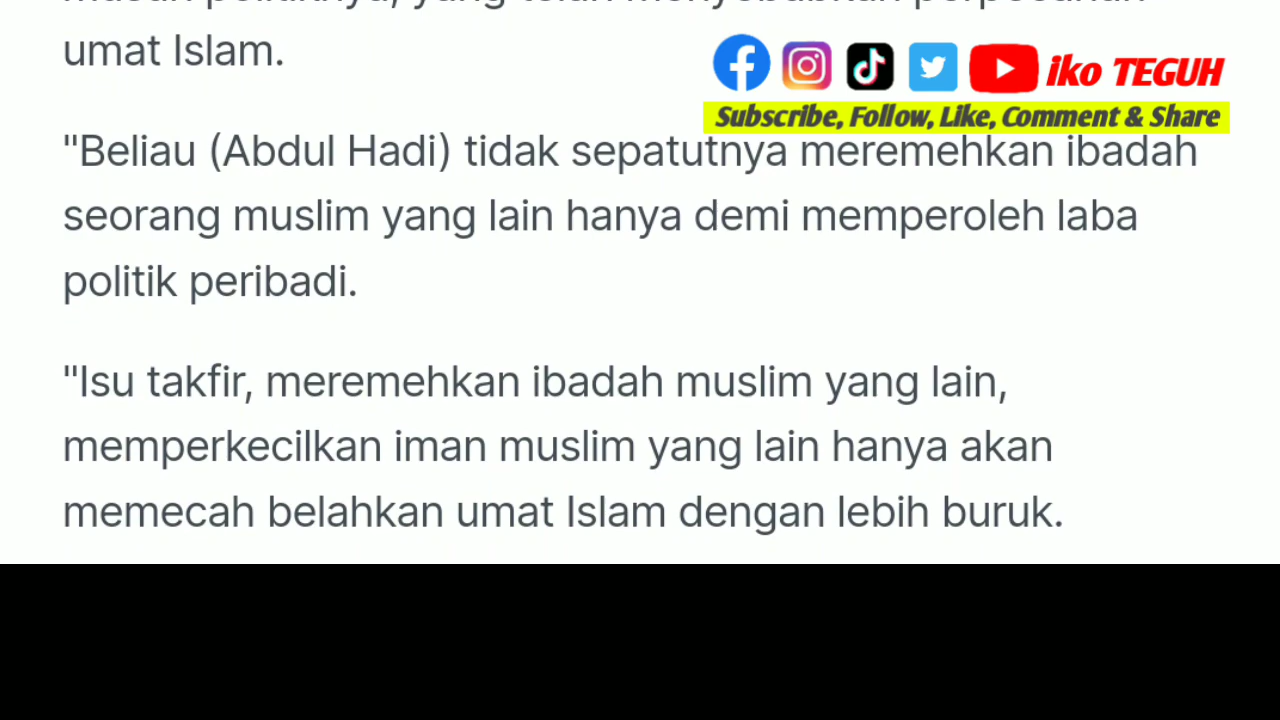 umat Islam.
iko TEGUH
Subscribe, Follow, Like, Comment & Share
"Beliau (Abdul Hadi) tidak sepatutnya meremehkan ibadah
seorang muslim yang lain hanya demi memperoleh laba
politik peribadi.
"Isu takfir, meremehkan ibadah muslim yang lain,
memperkecilkan iman muslim yang lain hanya akan
memecah belahkan umat Islam dengan lebih buruk.